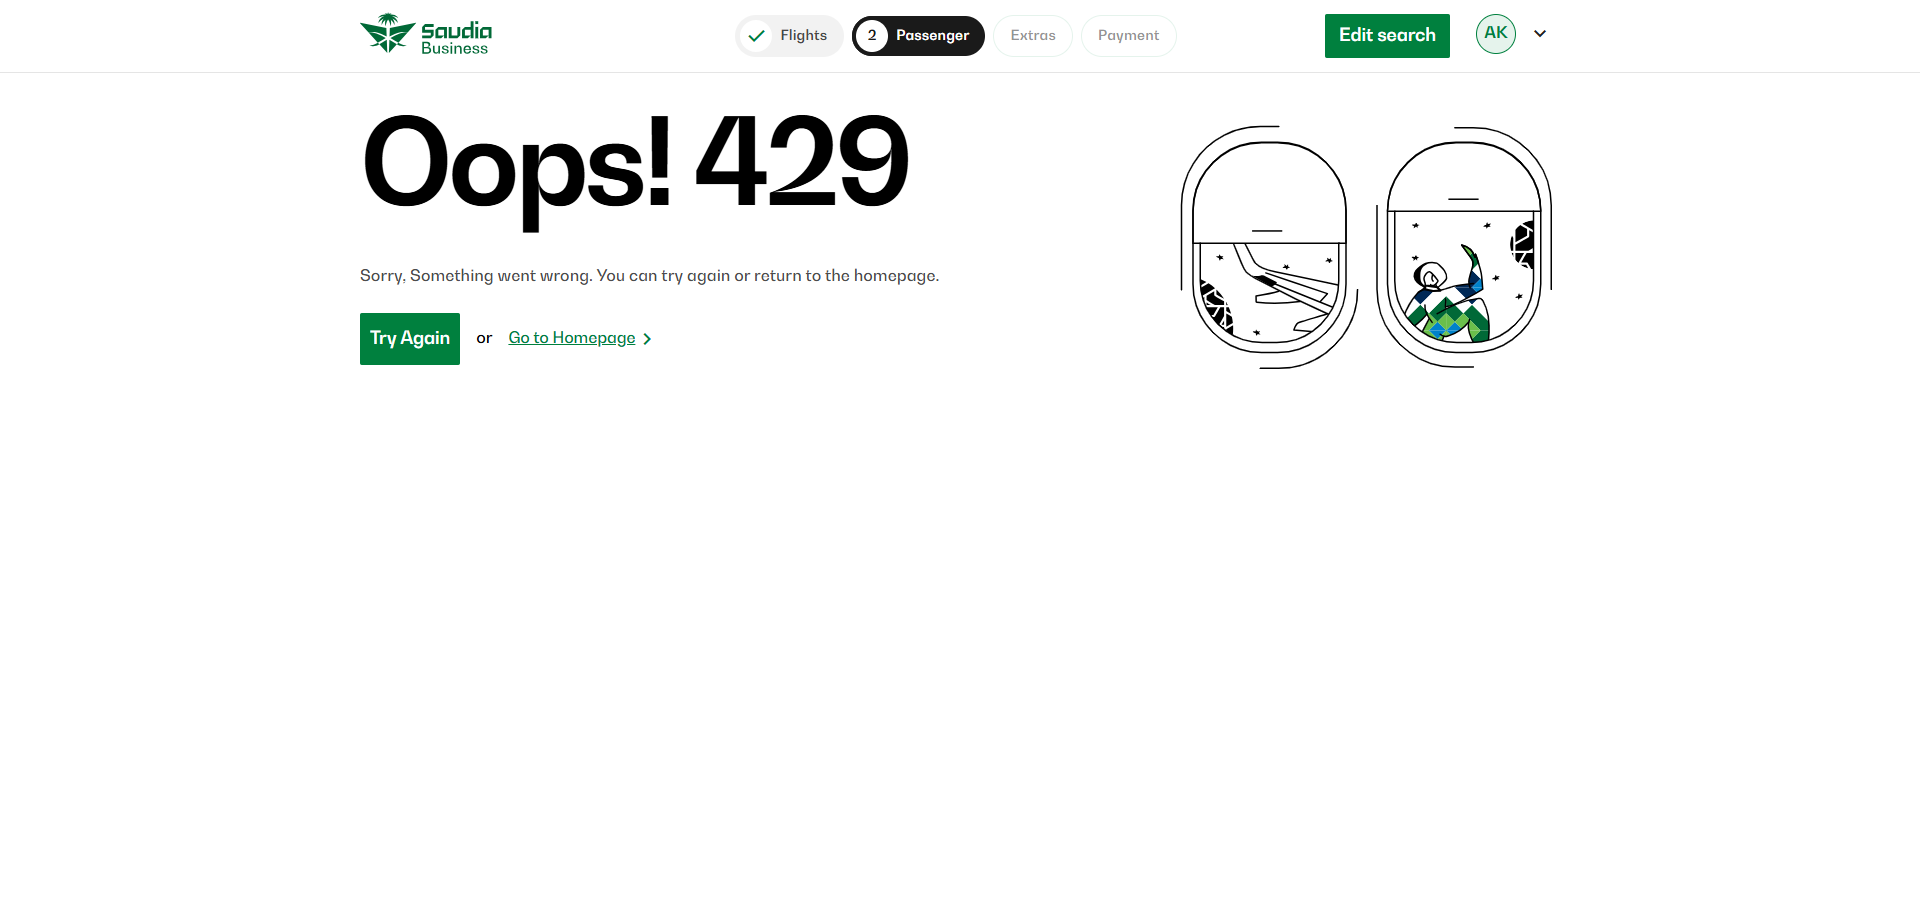 Saudia
Business
Flights
2 Passenger
Extras
Payment
Edit search
AK
Oops! 429
Sorry, Something went wrong. You can try again or return to the homepage.
Try Again or Go to Homepage